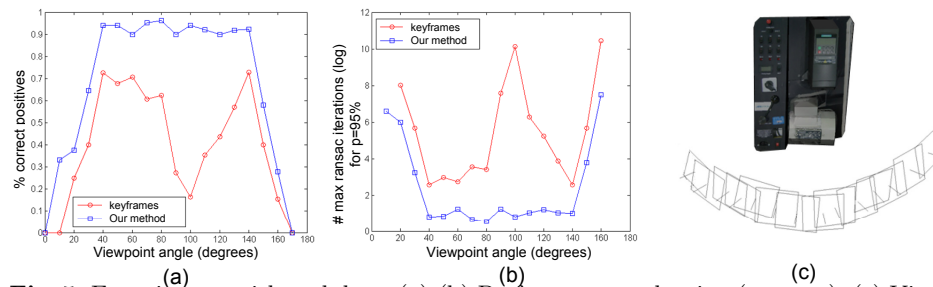 % correct positives
1
0.9
0.8
0.7
0.6
0.5
0.4
0.3
0.2
0.1
0
keyframes
Our method
0 20 40 60 80 100 120 140 160 180
Viewpoint angle (degrees)
(a)
# max ransac iterations (log)
for p=95%
12
10
8
6
4
2
0
keyframes
Our method
0 20 40 60 80 100 120 140 160 180
Viewpoint angle (degrees)
(b)
(c)